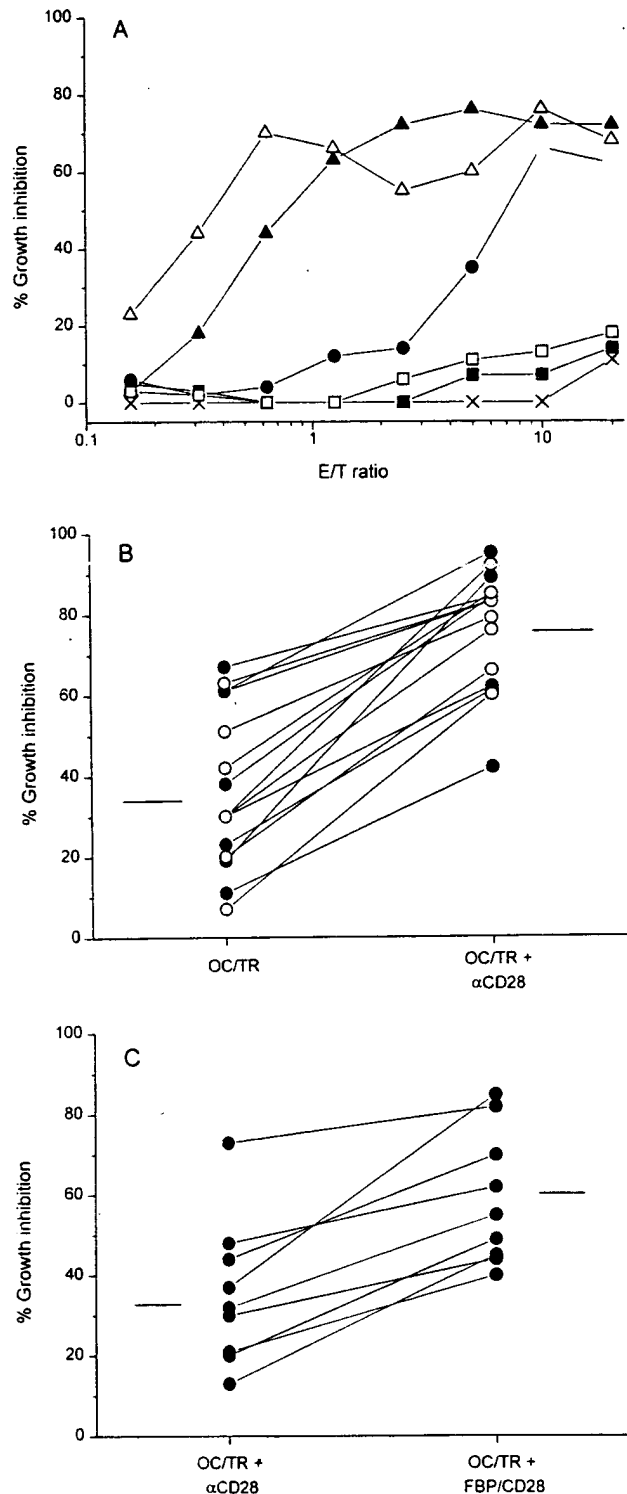 A
100
80
60
40
20
0
% Growth inhibition
0.1
1
10
E/T ratio
B
100
80
60
40
20
0
% Growth inhibition
OC/TR
OC/TR +
αCD28
C
100
80
60
40
20
0
% Growth inhibition
OC/TR +
αCD28
OC/TR +
FBP/CD28